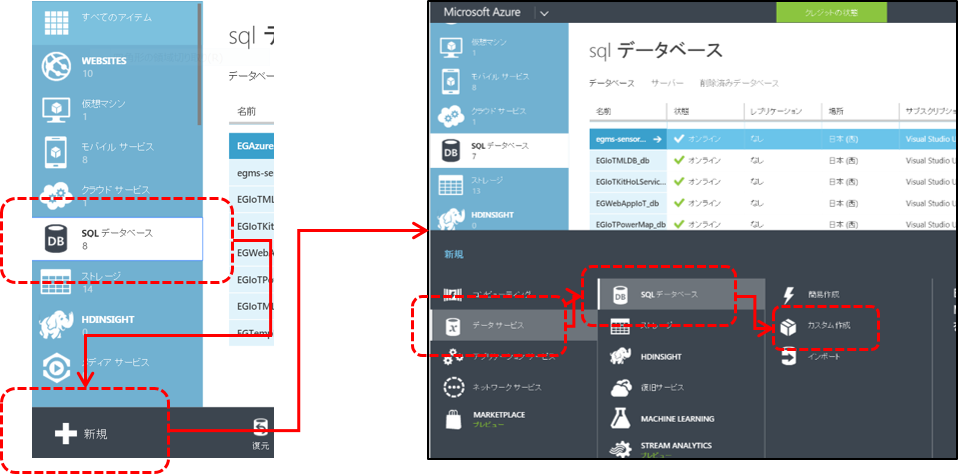 すべてのアイテム
WEBSITES
10
仮想マシン
1
モバイル サービス
8
クラウド サービス
1
DB
SQL データベース
8
ストレージ
14
HDINSIGHT
0
メディア サービス
新規
復元
sql デー
データベー
名前
EGAzure
egms-se
EGIoTML
EGIoTKit
EGWebA
EGIoTPo
EGIoTML
EGTemp
Microsoft Azure
クレジットの状態
仮想マシン
1
モバイル サービス
8
クラウド サービス
1
DB
SQL データベース
7
ストレージ
13
HDINSIGHT
0
sql データベース
データベース サーバー 削除済みデータベース
名前 状態 レプリケーション 場所 サブスクリプショ
egms-sensor... → オンライン なし 日本 (西) Visual Studio U
EGIoTMLDB_db オンライン なし 日本 (西) Visual Studio U
EGIoTKitHoLServic... オンライン なし 日本 (西) Visual Studio U
EGWebAppIoT_db オンライン なし 日本 (西) Visual Studio U
EGIoTPowerMap_db オンライン なし 日本 (西) Visual Studio U
新規
コンピューティング
データ サービス
アプリケーション サービス
ネットワーク サービス
MARKETPLACE
プレビュー
DB
SQL データベース
ストレージ
HDINSIGHT
復旧サービス
MACHINE LEARNING
STREAM ANALYTICS
プレビュー
簡易作成
カスタム作成
インポート